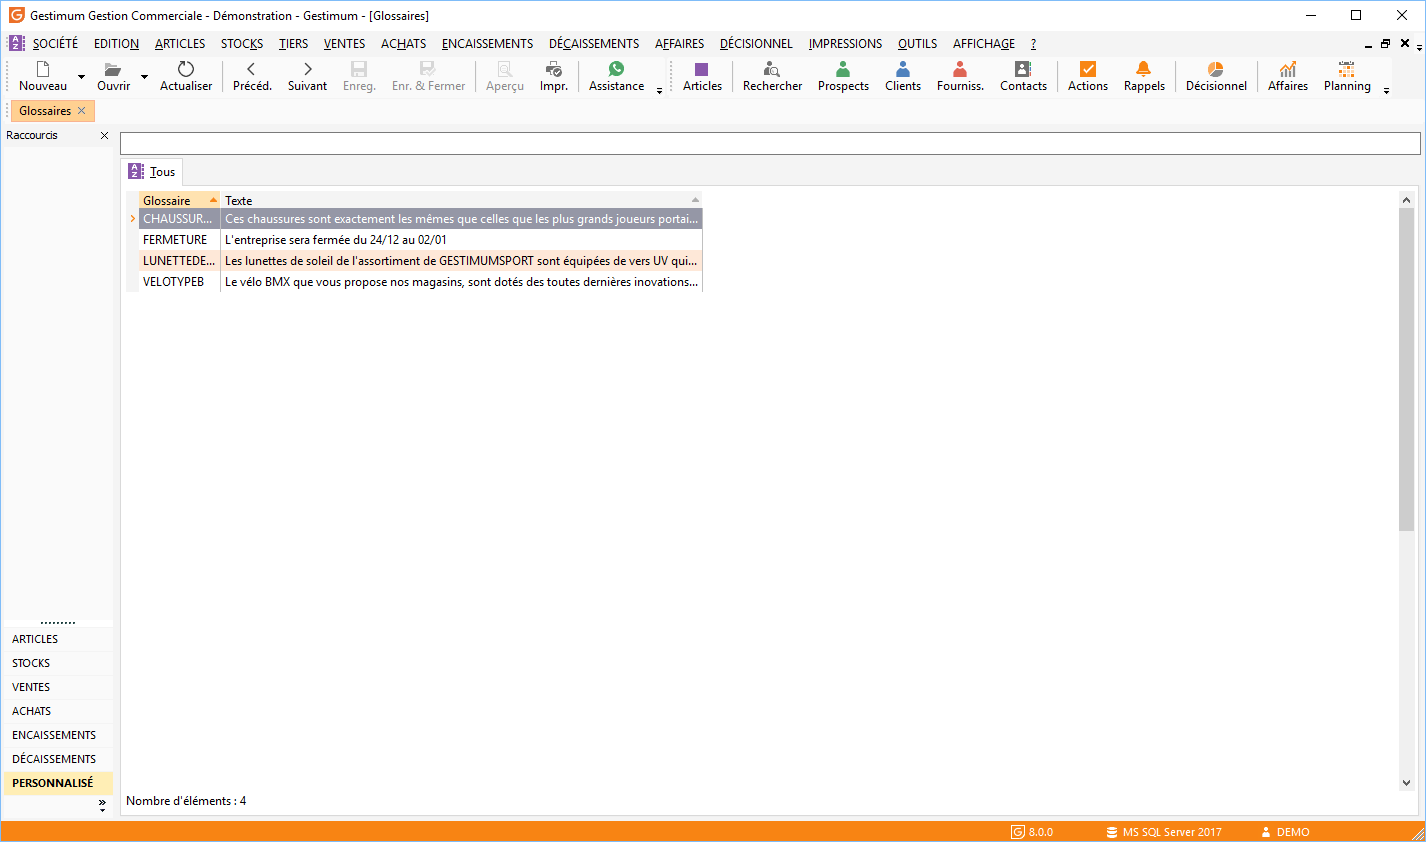 Gestimum Gestion Commerciale - Démonstration - Gestimum - [Glossaires]
SOCIÉTÉ EDITION ARTICLES STOCKS TIERS VENTES ACHATS ENCAISSEMENTS DÉCAISSEMENTS AFFAIRES DÉCISIONNEL IMPRESSIONS OUTILS AFFICHAGE ?
Nouveau Ouvrir Actualiser Précéd. Suivant Enreg. Enr. & Fermer Aperçu Impr. Assistance Articles Rechercher Prospects Clients Fourniss. Contacts Actions Rappels Décisionnel Affaires Planning
Glossaires
Raccourcis
Tous
Glossaire Texte
CHAUSSUR... Ces chaussures sont exactement les mêmes que celles que les plus grands joueurs portai...
FERMETURE L'entreprise sera fermée du 24/12 au 02/01
LUNETTEDE... Les lunettes de soleil de l'assortiment de GESTIMUMSPORT sont équipées de vers UV qui...
VELOTYPEB Le vélo BMX que vous propose nos magasins, sont dotés des toutes dernières inovations...
ARTICLES
STOCKS
VENTES
ACHATS
ENCAISSEMENTS
DÉCAISSEMENTS
PERSONNALISÉ
Nombre d'éléments : 4
8.0.0 MS SQL Server 2017 DEMO